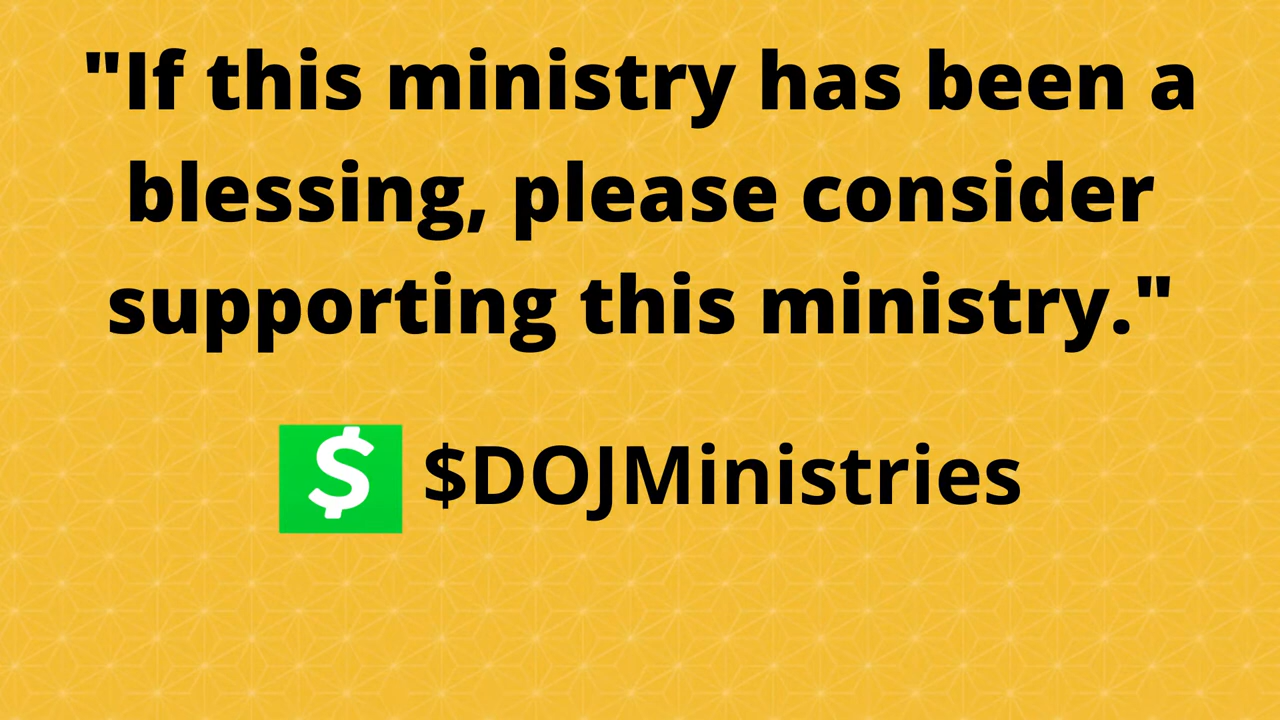 "If this ministry has been a
blessing, please consider
supporting this ministry."
$ $DOJMinistries